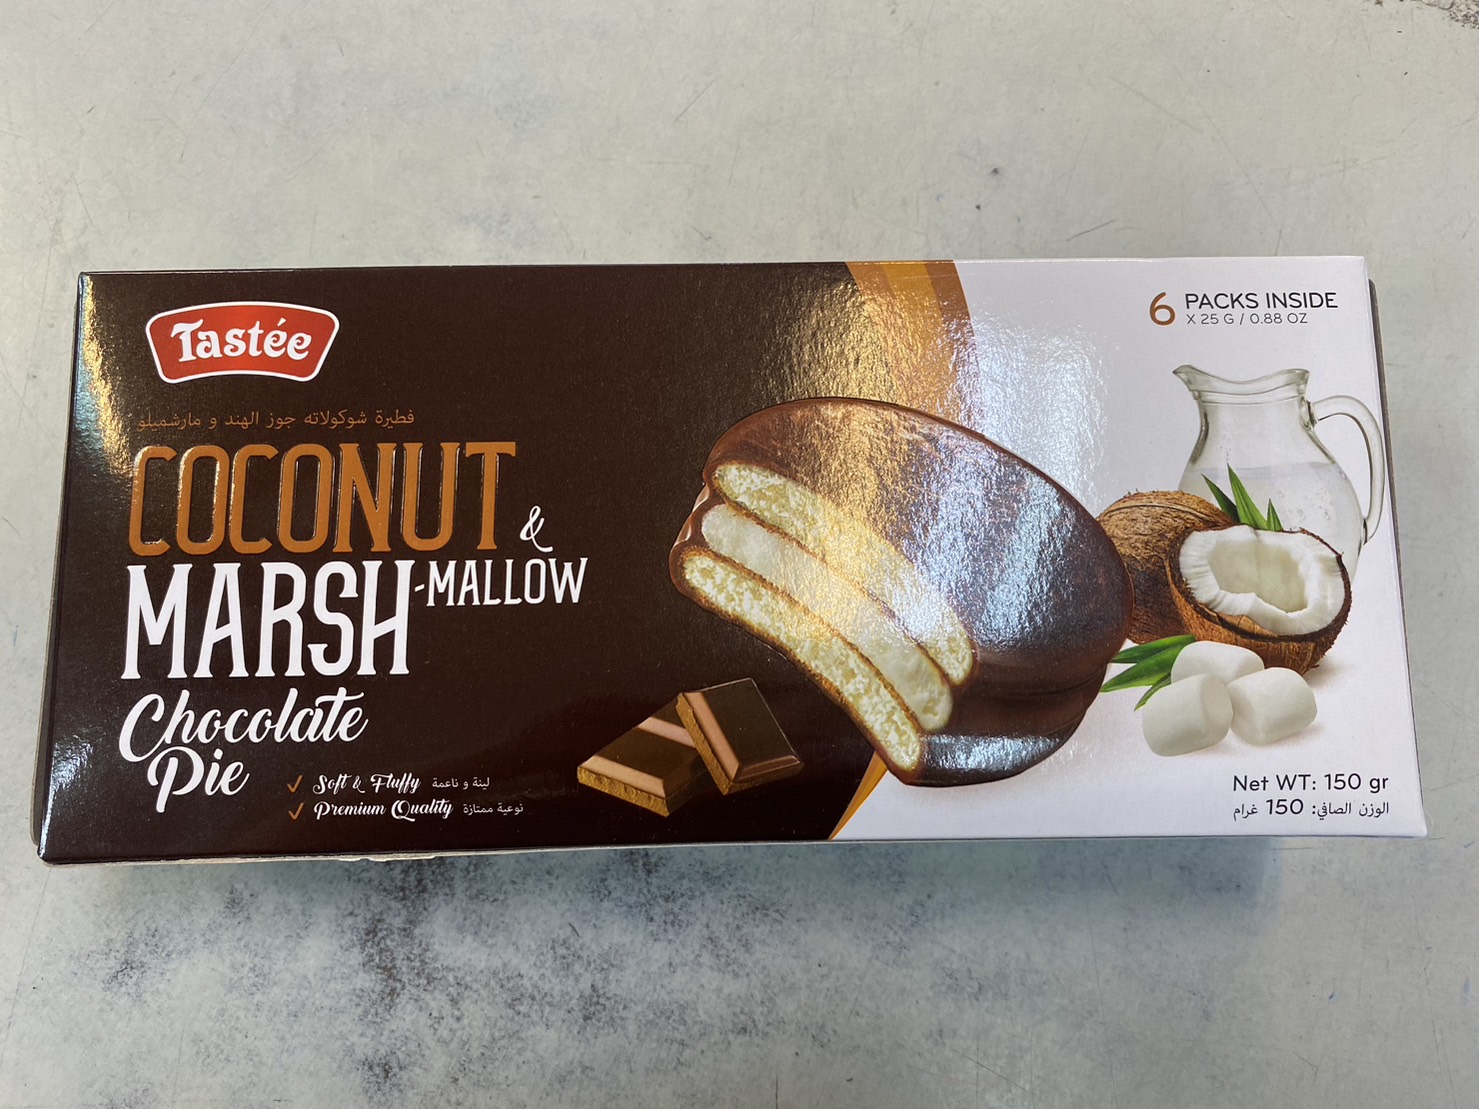 Tastée
فطيرة شوكولاته جوز الهند و مارشميلو
COCONUT &
MARSH-MALLOW
Chocolate
Pie
✓ Soft & Fluffy لينة و ناعمة
✓ Premium Quality نوعية ممتازة
6 PACKS INSIDE
X 25 G / 0.88 OZ
Net WT: 150 gr
الوزن الصافي: 150 غرام